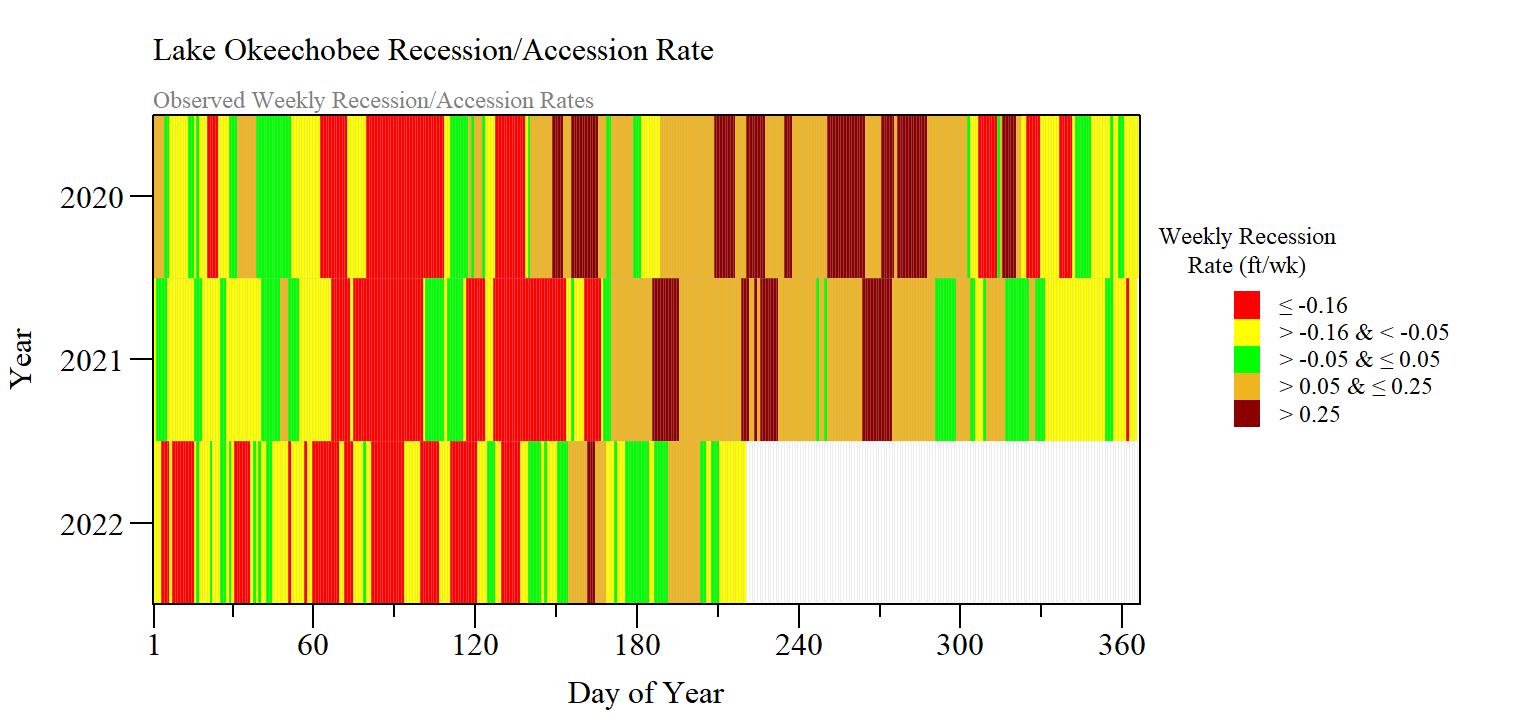 Lake Okeechobee Recession/Accession Rate
Observed Weekly Recession/Accession Rates
Year
2020
2021
2022
1 60 120 180 240 300 360
Day of Year
Weekly Recession
Rate (ft/wk)
≤ -0.16
> -0.16 & < -0.05
> -0.05 & ≤ 0.05
> 0.05 & ≤ 0.25
> 0.25